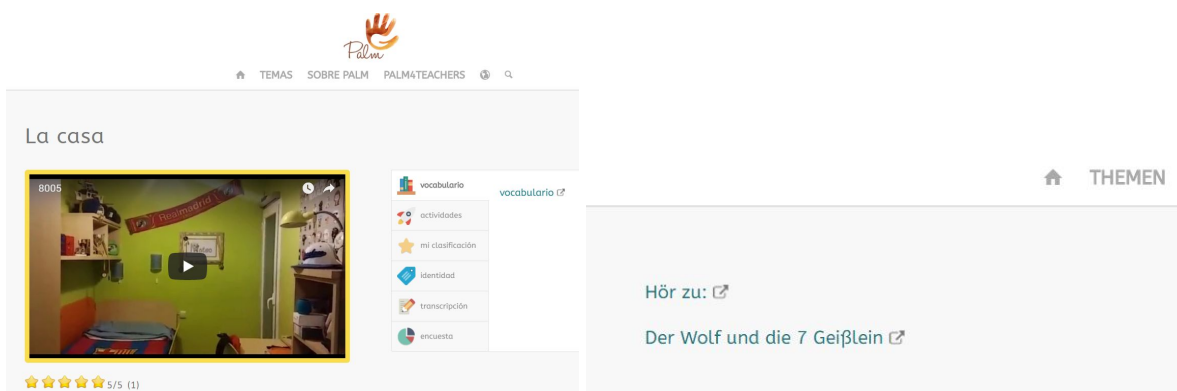 Palm
TEMAS SOBRE PALM PALM4TEACHERS
La casa
8005
Realmadrid
vocabulario
vocabulario
actividades
mi clasificación
identidad
transcripción
encuesta
5/5 (1)
THEMEN
Hör zu:
Der Wolf und die 7 Geißlein